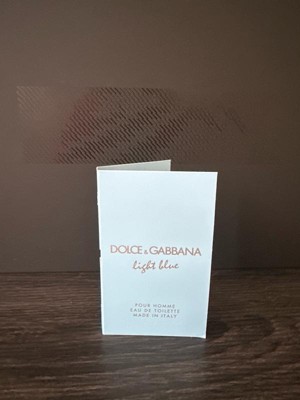 DOLCE & GABBANA
light blue
POUR HOMME
EAU DE TOILETTE
MADE IN ITALY